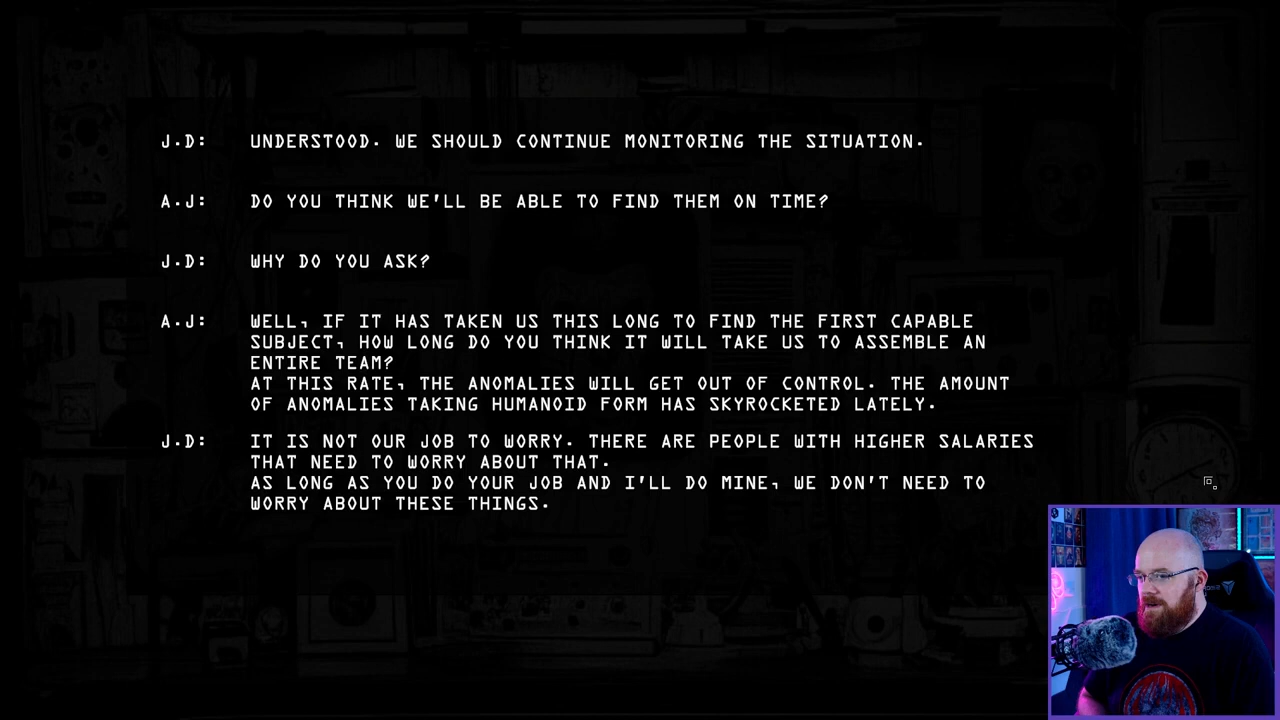 J.D: UNDERSTOOD. WE SHOULD CONTINUE MONITORING THE SITUATION.
A.J: DO YOU THINK WE'LL BE ABLE TO FIND THEM ON TIME?
J.D: WHY DO YOU ASK?
A.J: WELL, IF IT HAS TAKEN US THIS LONG TO FIND THE FIRST CAPABLE
SUBJECT, HOW LONG DO YOU THINK IT WILL TAKE US TO ASSEMBLE AN
ENTIRE TEAM?
AT THIS RATE, THE ANOMALIES WILL GET OUT OF CONTROL. THE AMOUNT
OF ANOMALIES TAKING HUMANOID FORM HAS SKYROCKETED LATELY.
J.D: IT IS NOT OUR JOB TO WORRY. THERE ARE PEOPLE WITH HIGHER SALARIES
THAT NEED TO WORRY ABOUT THAT.
AS LONG AS YOU DO YOUR JOB AND I'LL DO MINE, WE DON'T NEED TO
WORRY ABOUT THESE THINGS.